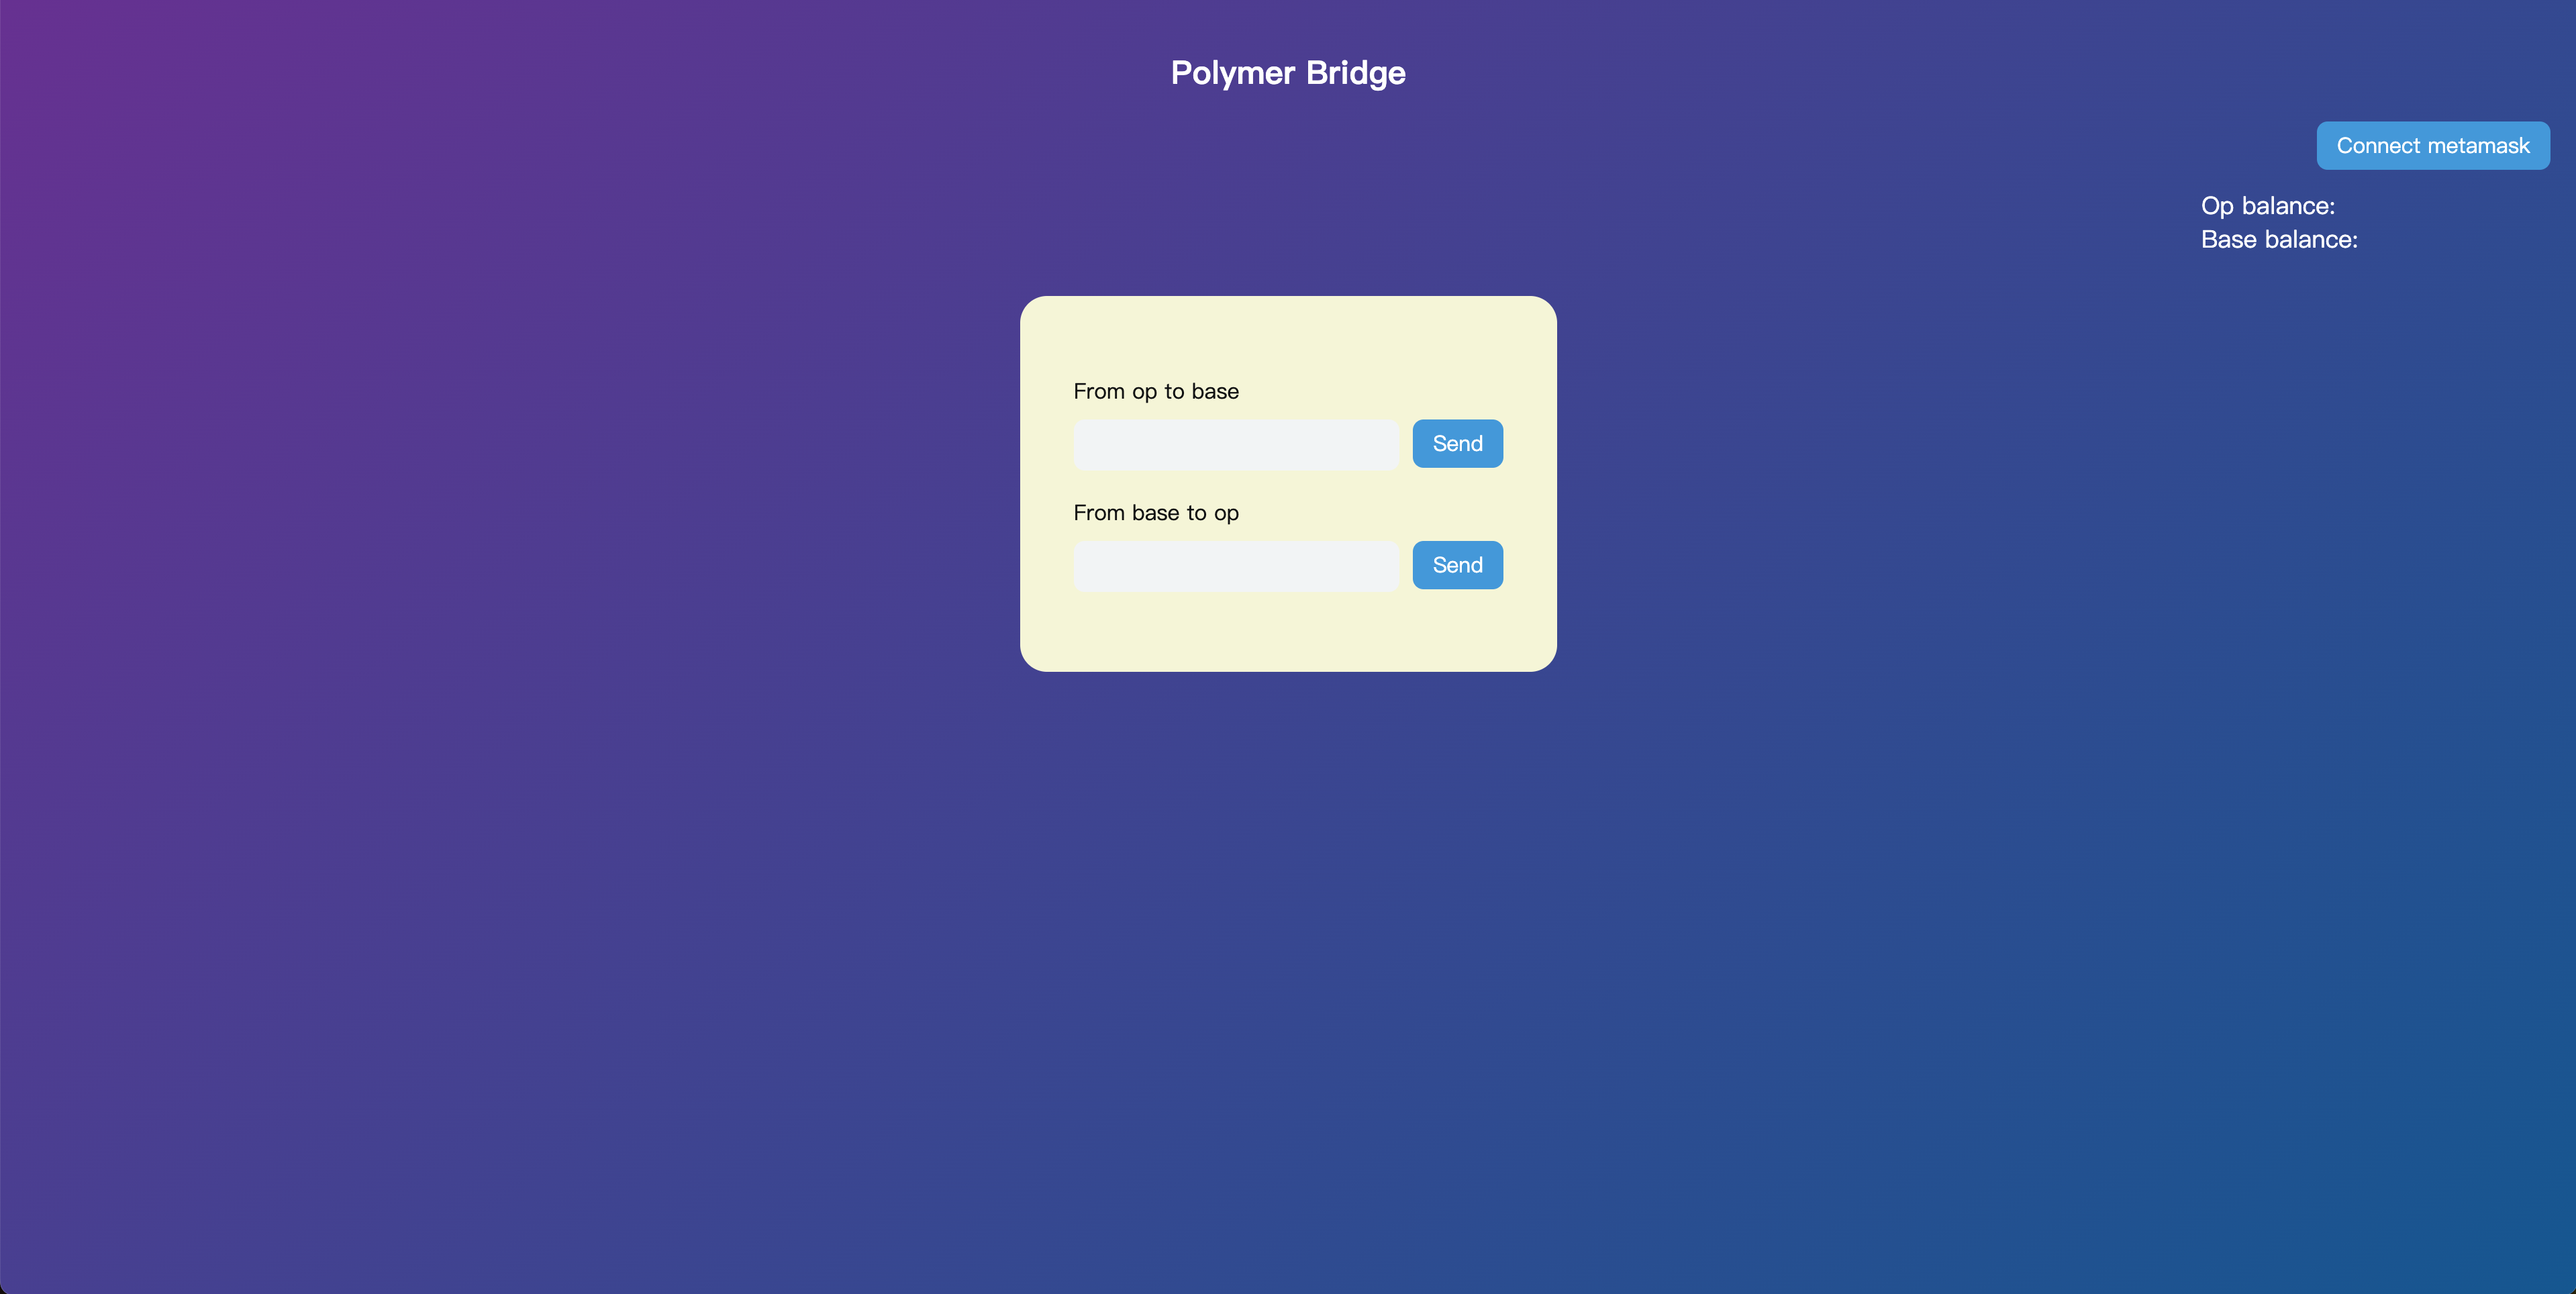 Polymer Bridge
Connect metamask
Op balance:
Base balance:
From op to base
Send
From base to op
Send